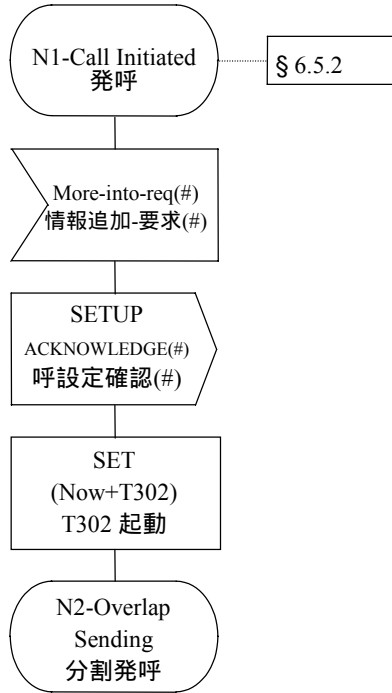 N1-Call Initiated
発呼
§ 6.5.2
More-into-req(#)
情報追加-要求(#)
SETUP
ACKNOWLEDGE(#)
呼設定確認(#)
SET
(Now+T302)
T302 起動
N2-Overlap
Sending
分割発呼